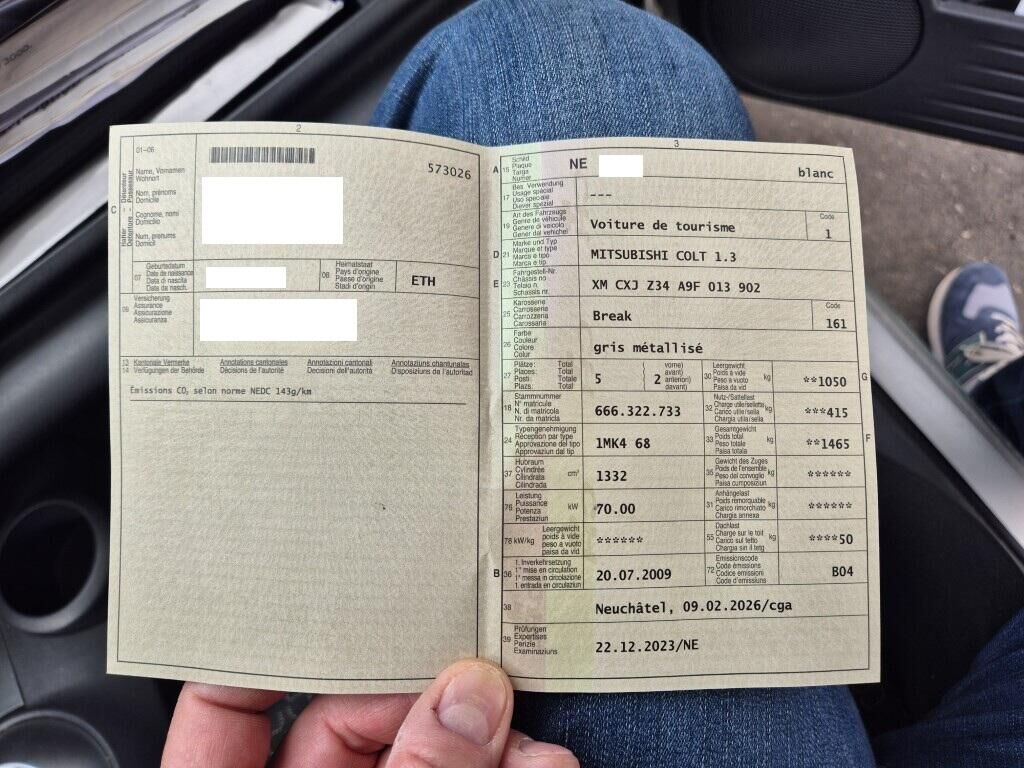 3000.
2
01-06
573026
C
Halter - Détenteur
Detentore - Possessur
Name, Vornamen
Wohnort
Nom, prénoms
Domicile
Cognome, nomi
Domicilio
Num, prenums
Domicil
07
Geburtsdatum
Date de naissance
Data di nascita
Data da nasch.
08
Heimatstaat
Pays d'origine
Paese d'origine
Stadi d'origin
ETH
09
Versicherung
Assurance
Assicurazione
Assicuranza
13
14
Kantonale Vermerke
Verfügungen der Behörde
Annotations cantonales
Décisions de l'autorité
Annotazioni cantonali
Decisioni dell'autorità
Annotaziuns chantunalas
Disposiziuns da l'autoritad
Émissions CO₂ selon norme NEDC 143g/km
3
A 15
Schild
Plaque
Targa
Numer
NE
blanc
17
Bes. Verwendung
Usage spécial
Uso speciale
Diever spezial
---
19
Art des Fahrzeugs
Genre de véhicule
Genere di veicolo
Gener dal vehichel
Voiture de tourisme
Code
1
D 21
Marke und Typ
Marque et type
Marca e tipo
Marca e tip
MITSUBISHI COLT 1.3
E 23
Fahrgestell-Nr.
Châssis no
Telaio n.
Schassis nr.
XM CXJ Z34 A9F 013 902
25
Karosserie
Carrosserie
Carrozzeria
Carossaria
Break
Code
161
26
Farbe
Couleur
Colore
Colur
gris métallisé
27
Plätze: Total
Places: Total
Posti: Totale
Plazs: Total
5
2
vorne)
avant)
anteriori)
davant)
30
Leergewicht
Poids à vide
Peso a vuoto
Paisa da vid
kg
**1050
G
18
Stammnummer
N° matricule
N. di matricola
Nr. da matricla
666.322.733
32
Nutz-/Sattellast
Charge utile/sellette
Carico utile/sella
Chargia utila/sella
kg
***415
24
Typengenehmigung
Réception par type
Approvazione del tipo
Approvaziun dal tip
1MK4 68
33
Gesamtgewicht
Poids total
Peso totale
Paisa totala
kg
**1465
F
37
Hubraum
Cylindrée
Cilindrata
Cilindrada
cm³
1332
35
Gewicht des Zuges
Poids de l'ensemble
Peso del convoglio
Paisa cumposiziun
kg
******
76
Leistung
Puissance
Potenza
Prestaziun
kW
70.00
31
Anhängelast
Poids remorquable
Carico rimorchiato
Chargia annexa
kg
******
78 kW/kg
Leergewicht
poids à vide
peso a vuoto
paisa da vid
******
55
Dachlast
Charge sur le toit
Carico sul tetto
Chargia sin il tetg
kg
****50
B 36
1. Inverkehrsetzung
1re mise en circulation
1a messa in circolazione
1. entrada en circulaziun
20.07.2009
72
Emissionscode
Code émissions
Codice emissioni
Code d'emissiuns
B04
38
Neuchâtel, 09.02.2026/cga
39
Prüfungen
Expertises
Perizie
Examinaziuns
22.12.2023/NE